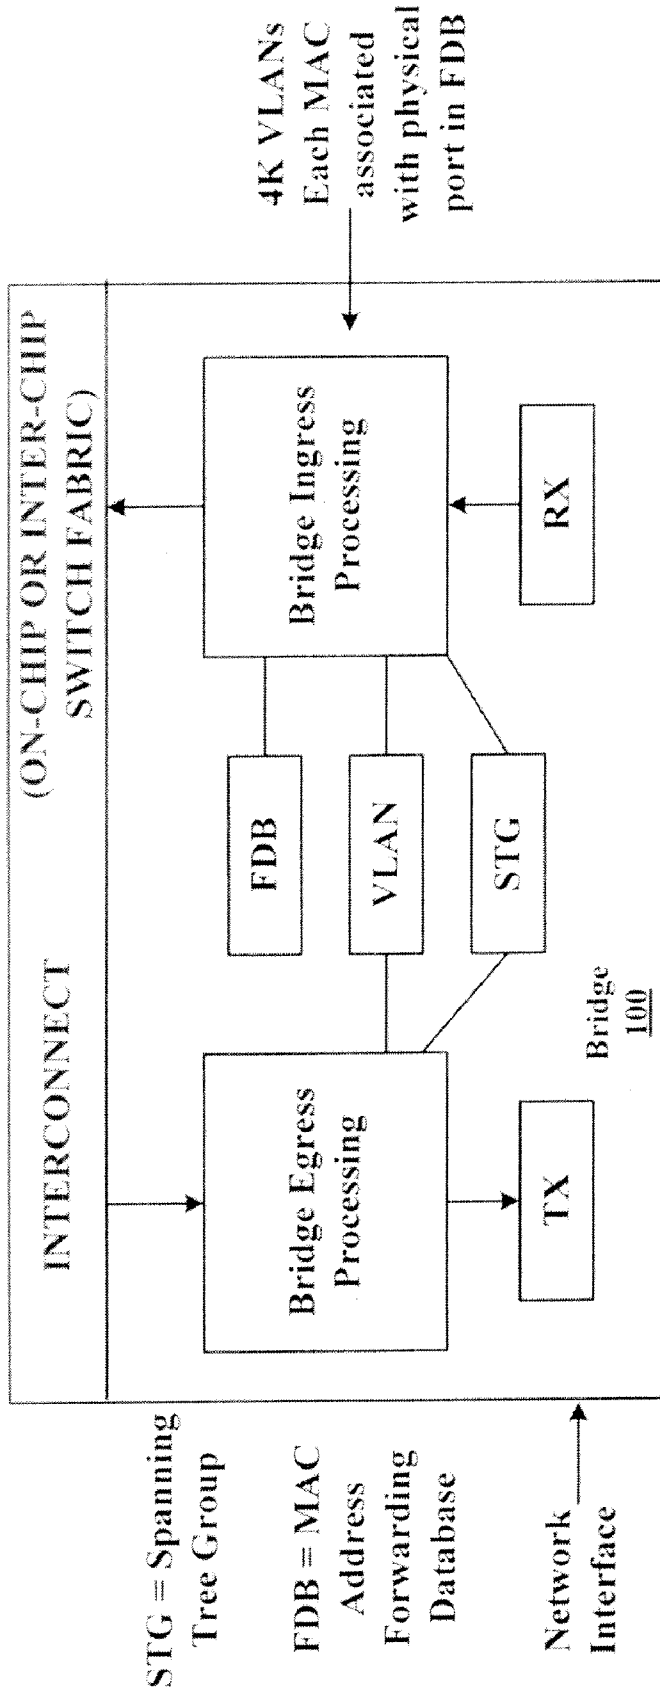 INTERCONNECT
(ON-CHIP OR INTER-CHIP
SWITCH FABRIC)
STG = Spanning
Tree Group
FDB = MAC
Address
Forwarding
Database
Network
Interface
Bridge Egress
Processing
TX
FDB
VLAN
STG
Bridge
100
Bridge Ingress
Processing
RX
4K VLANs
Each MAC
associated
with physical
port in FDB